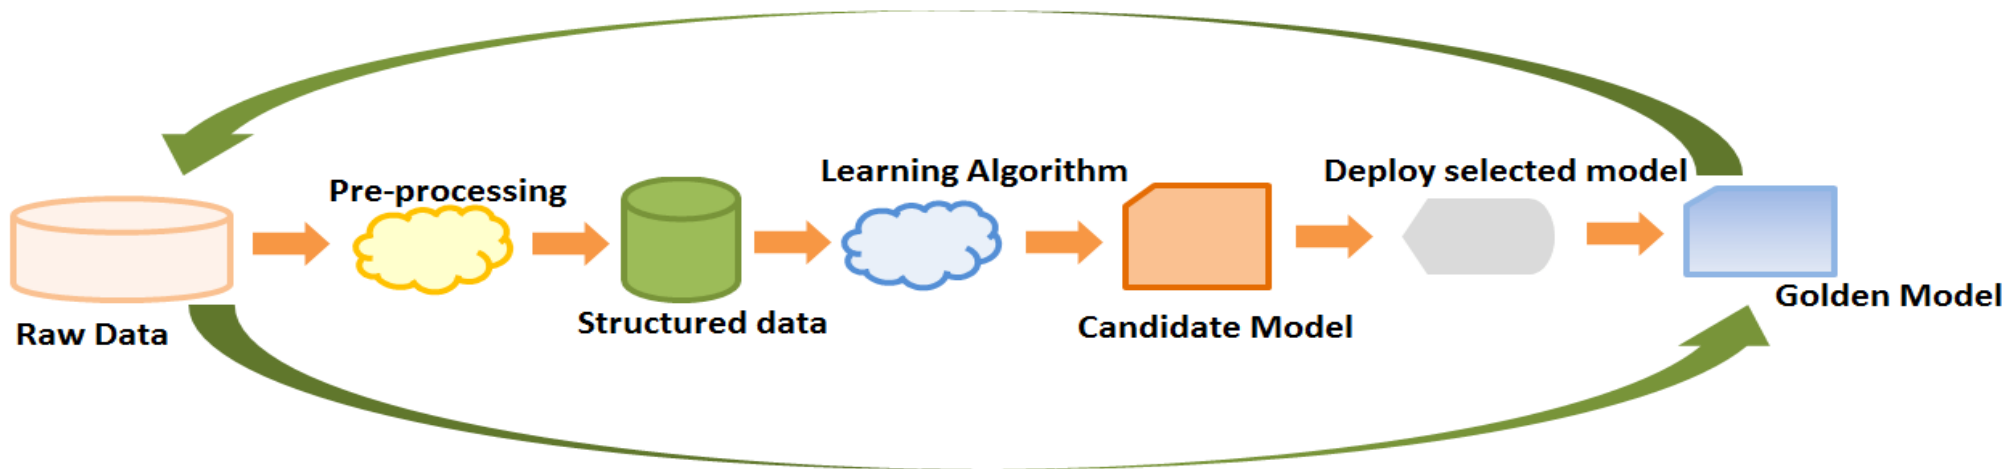 Raw Data
Pre-processing
Structured data
Learning Algorithm
Candidate Model
Deploy selected model
Golden Model